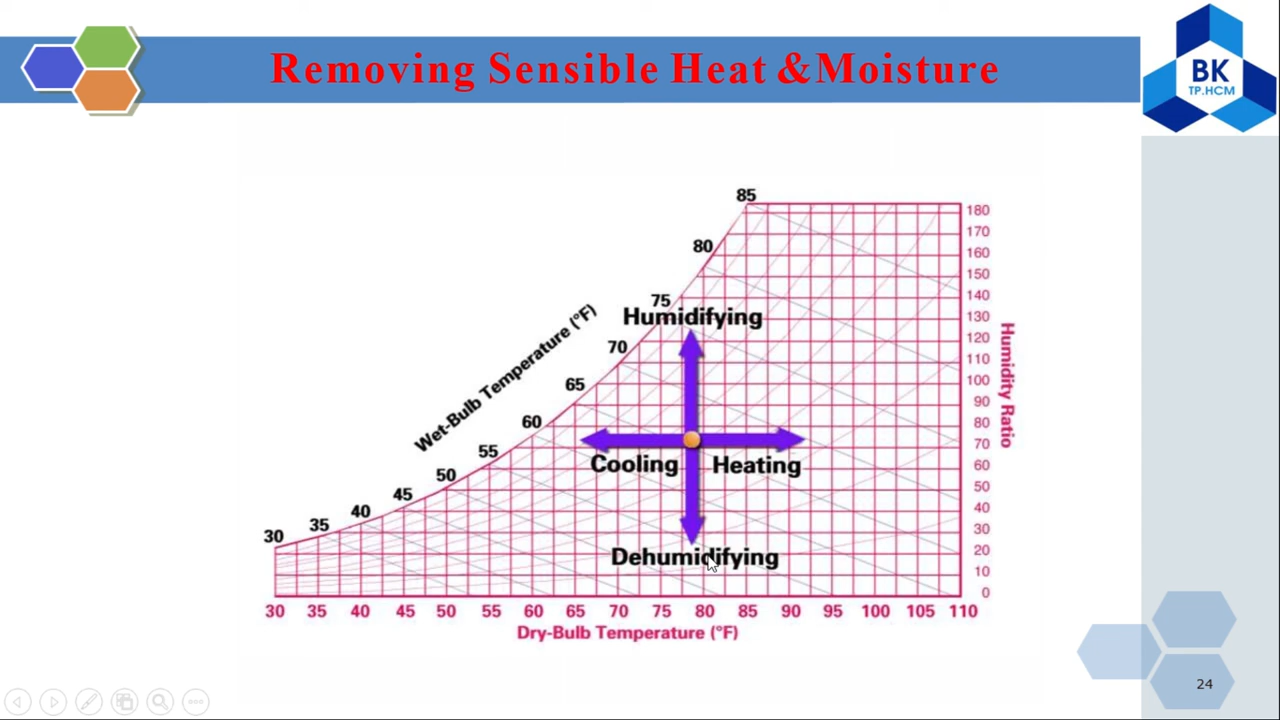 Removing Sensible Heat &Moisture
BK
TP.HCM
85
80
75
70
65
60
55
50
45
40
35
30
Wet-Bulb Temperature (°F)
Humidifying
Cooling
Heating
Dehumidifying
180
170
160
150
140
130
120
110
100
90
80
70
60
50
40
30
20
10
0
Humidity Ratio
30 35 40 45 50 55 60 65 70 75 80 85 90 95 100 105 110
Dry-Bulb Temperature (°F)
24